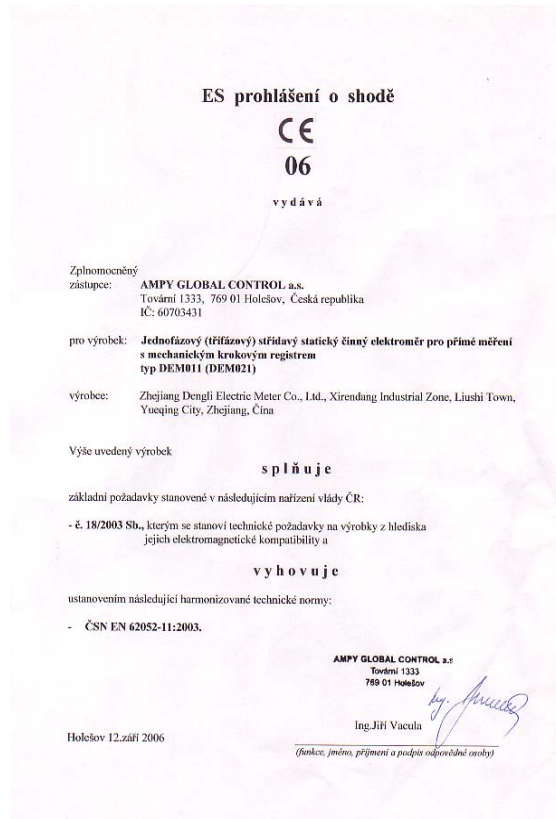 ES prohlášení o shodě
CE
06
vydává
Zplnomocněný
zástupce: AMPY GLOBAL CONTROL a.s.
Tovární 1333, 769 01 Holešov, Česká republika
IČ: 60703431
pro výrobek: Jednofázový (třífázový) střídavý statický činný elektroměr pro přímé měření
s mechanickým krokovým registrem
typ DEM011 (DEM021)
výrobce: Zhejiang Dengli Electric Meter Co., Ltd., Xirendang Industrial Zone, Liushi Town,
Yueqing City, Zhejiang, Čína
Výše uvedený výrobek
splňuje
základní požadavky stanovené v následujícím nařízení vlády ČR:
- č. 18/2003 Sb., kterým se stanoví technické požadavky na výrobky z hlediska
jejich elektromagnetické kompatibility a
vyhovuje
ustanovením následující harmonizované technické normy:
- ČSN EN 62052-11:2003.
AMPY GLOBAL CONTROL a.s
Tovární 1333
769 01 Holešov
Ing.Jiří Vacula
Holešov 12.září 2006
(funkce, jméno, příjmení a podpis odpovědné osoby)